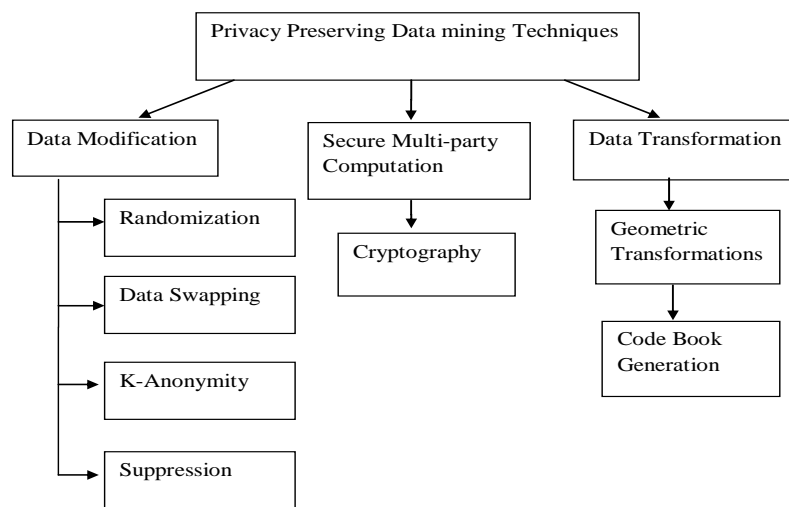 Privacy Preserving Data mining Techniques
Data Modification
Secure Multi-party
Computation
Data Transformation
Randomization
Data Swapping
K-Anonymity
Suppression
Cryptography
Geometric
Transformations
Code Book
Generation